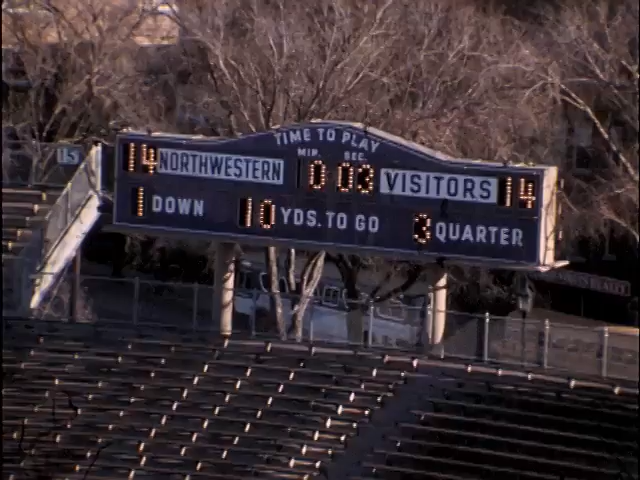 TIME TO PLAY
MIN. SEC.
14 NORTHWESTERN 0 03 VISITORS 14
1 DOWN 10 YDS. TO GO 3 QUARTER
15